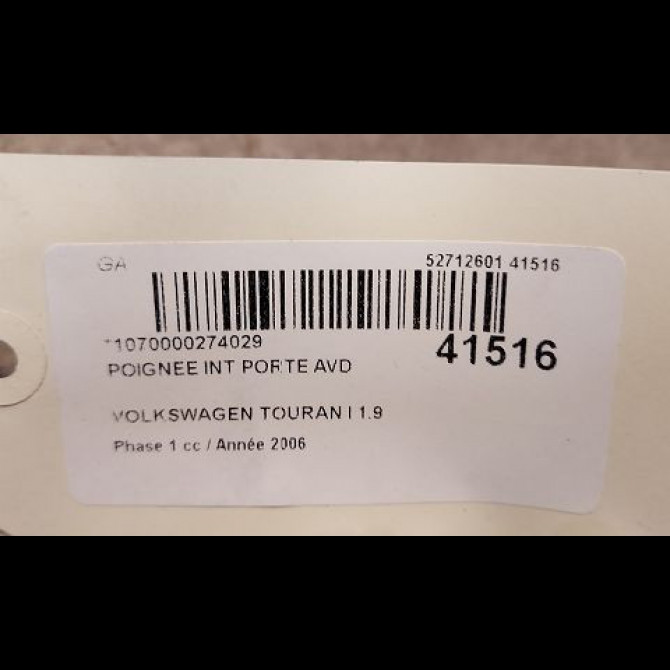 GA 52712601 41516
*1070000274029 41516
POIGNEE INT PORTE AVD
VOLKSWAGEN TOURAN I 1.9
Phase 1 cc / Année 2006